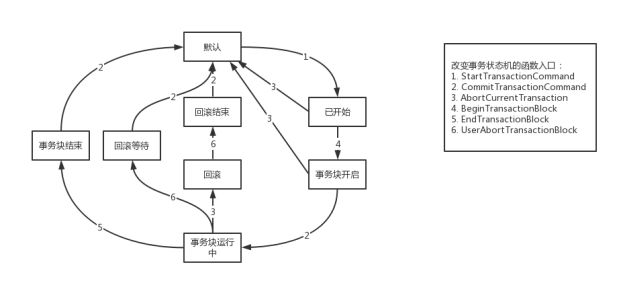 默认
1
2
2
2
3
3
改变事务状态机的函数入口：
1. StartTransactionCommand
2. CommitTransactionCommand
3. AbortCurrentTransaction
4. BeginTransactionBlock
5. EndTransactionBlock
6. UserAbortTransactionBlock
回滚结束
已开始
事务块结束
回滚等待
6
4
回滚
事务块开启
6
3
5
2
事务块运行
中